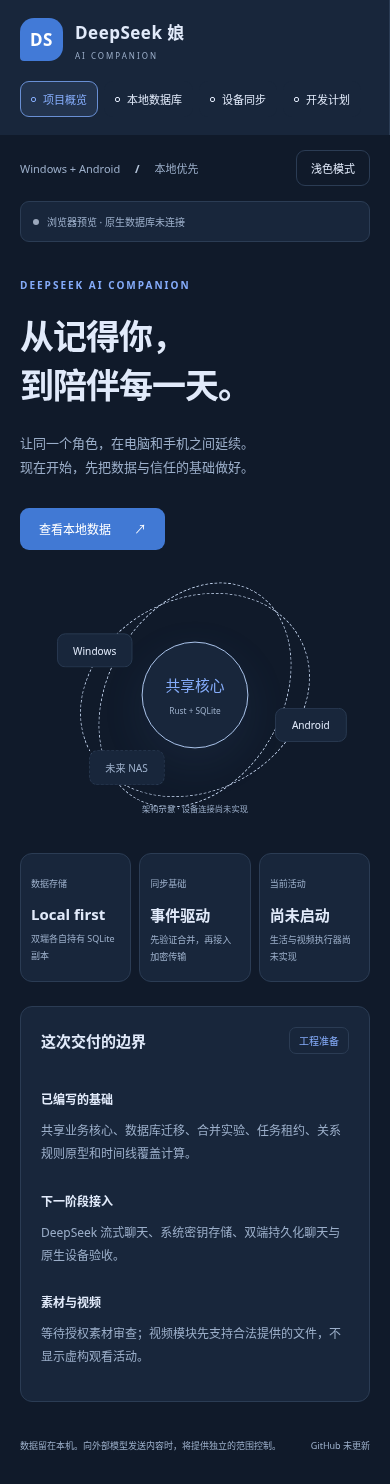 DS
DeepSeek 娘
AI COMPANION
项目概览
本地数据库
设备同步
开发计划
Windows + Android / 本地优先
浅色模式
浏览器预览 · 原生数据库未连接
DEEPSEEK AI COMPANION
从记得你，
到陪伴每一天。
让同一个角色，在电脑和手机之间延续。
现在开始，先把数据与信任的基础做好。
查看本地数据 ↗
Windows
共享核心
Rust + SQLite
Android
未来 NAS
架构示意 · 设备连接尚未实现
数据存储
Local first
双端各自持有 SQLite
副本
同步基础
事件驱动
先验证合并，再接入
加密传输
当前活动
尚未启动
生活与视频执行器尚
未实现
这次交付的边界
工程准备
已编写的基础
共享业务核心、数据库迁移、合并实验、任务租约、关系
规则原型和时间线覆盖计算。
下一阶段接入
DeepSeek 流式聊天、系统密钥存储、双端持久化聊天与
原生设备验收。
素材与视频
等待授权素材审查；视频模块先支持合法提供的文件，不
显示虚构观看活动。
数据留在本机。向外部模型发送内容时，将提供独立的范围控制。
GitHub 未更新